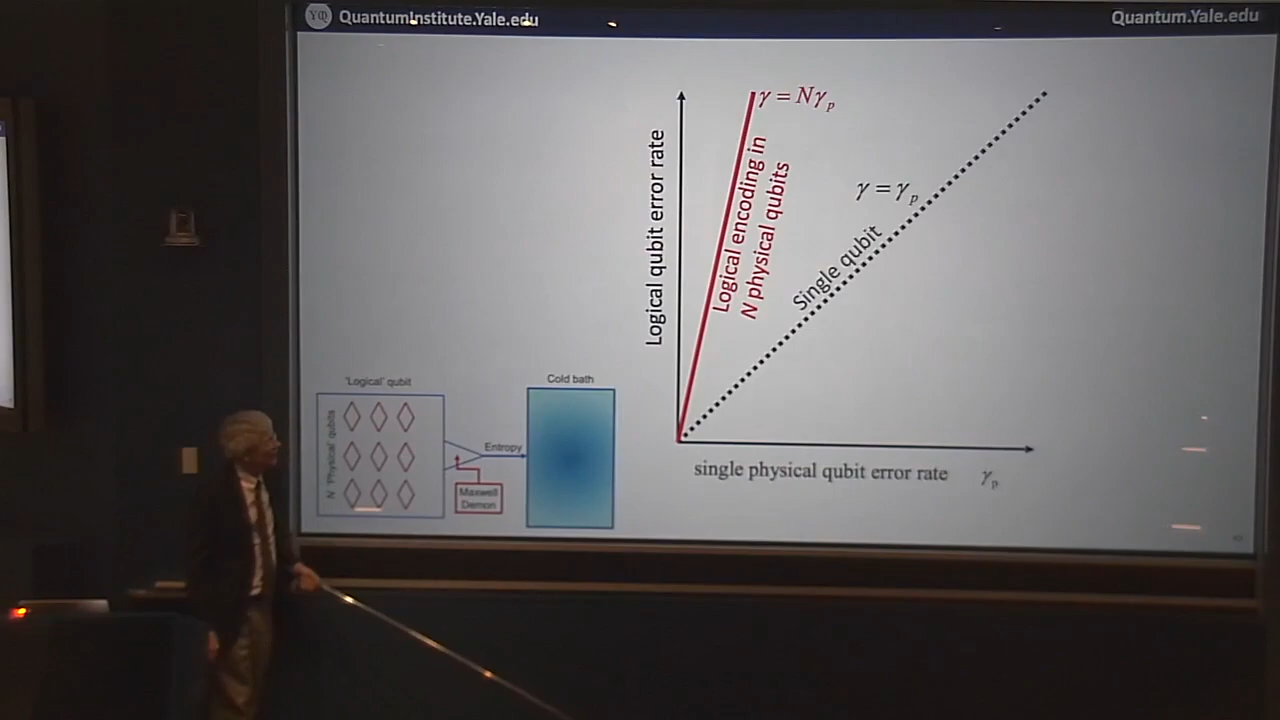 YQ QuantumInstitute.Yale.edu
Quantum.Yale.edu
γ = Nγₚ
Logical qubit error rate
Logical encoding in
N physical qubits
γ = γₚ
Single qubit
single physical qubit error rate γₚ
'Logical' qubit
N 'Physical' qubits
Entropy
Maxwell
Demon
Cold bath